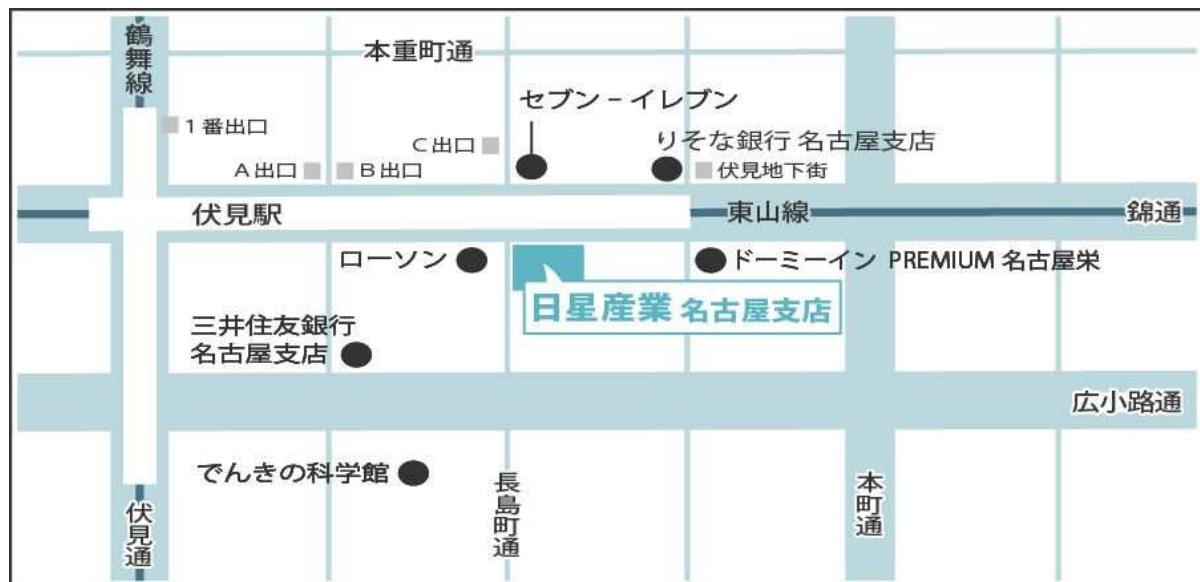 鶴舞線
本重町通
セブン－イレブン
1番出口
C出口
りそな銀行 名古屋支店
A出口
B出口
伏見地下街
伏見駅
東山線
錦通
ローソン
ドーミーイン PREMIUM 名古屋栄
日星産業 名古屋支店
三井住友銀行
名古屋支店
広小路通
でんきの科学館
長島町通
本町通
伏見通